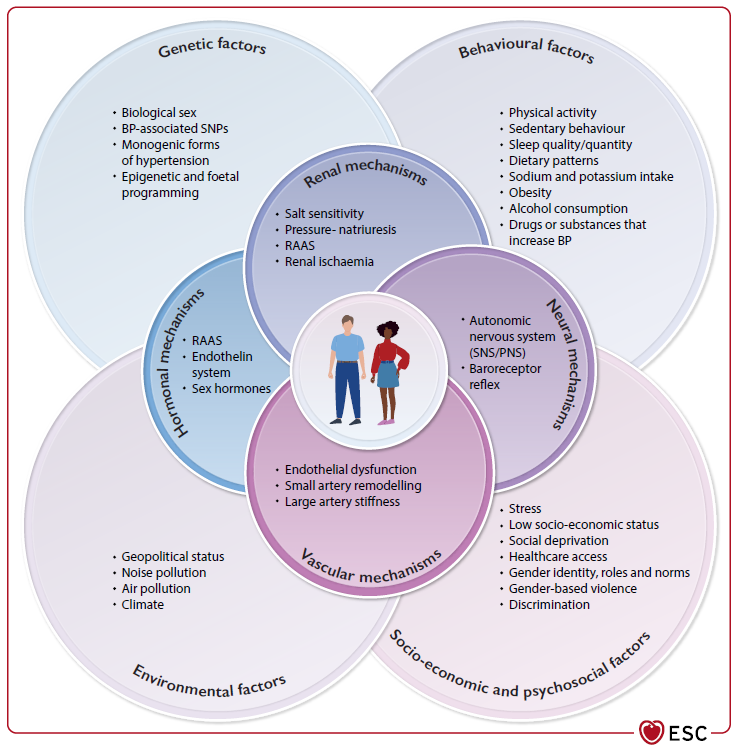 Genetic factors
• Biological sex
• BP-associated SNPs
• Monogenic forms
of hypertension
• Epigenetic and foetal
programming
Behavioural factors
• Physical activity
• Sedentary behaviour
• Sleep quality/quantity
• Dietary patterns
• Sodium and potassium intake
• Obesity
• Alcohol consumption
• Drugs or substances that
increase BP
Renal mechanisms
• Salt sensitivity
• Pressure- natriuresis
• RAAS
• Renal ischaemia
Hormonal mechanisms
• RAAS
• Endothelin
system
• Sex hormones
Neural mechanisms
• Autonomic
nervous system
(SNS/PNS)
• Baroreceptor
reflex
• Endothelial dysfunction
• Small artery remodelling
• Large artery stiffness
Vascular mechanisms
• Geopolitical status
• Noise pollution
• Air pollution
• Climate
Environmental factors
• Stress
• Low socio-economic status
• Social deprivation
• Healthcare access
• Gender identity, roles and norms
• Gender-based violence
• Discrimination
Socio-economic and psychosocial factors
ESC